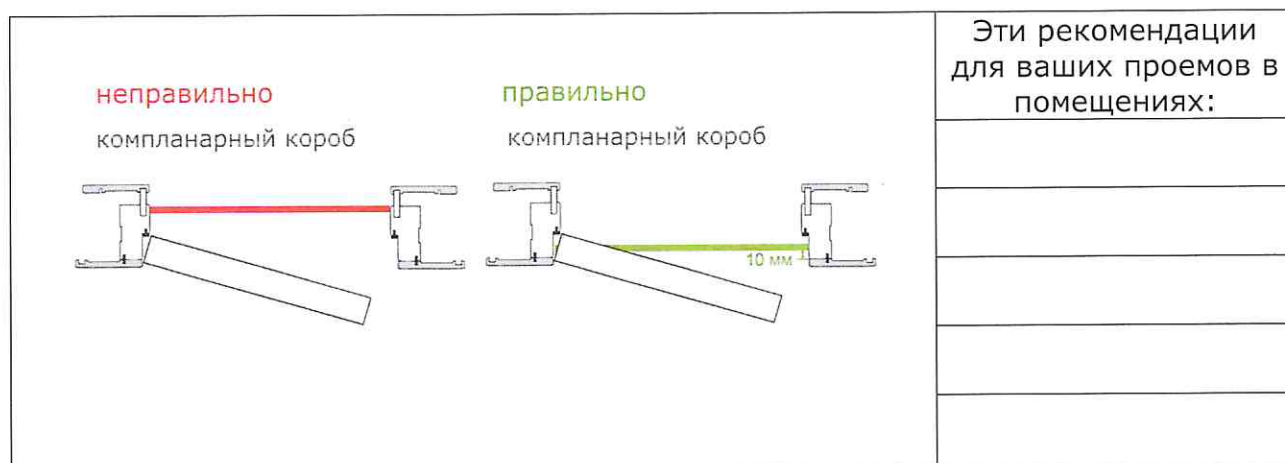 неправильно
компланарный короб
правильно
компланарный короб
10 мм
Эти рекомендации
для ваших проемов в
помещениях: